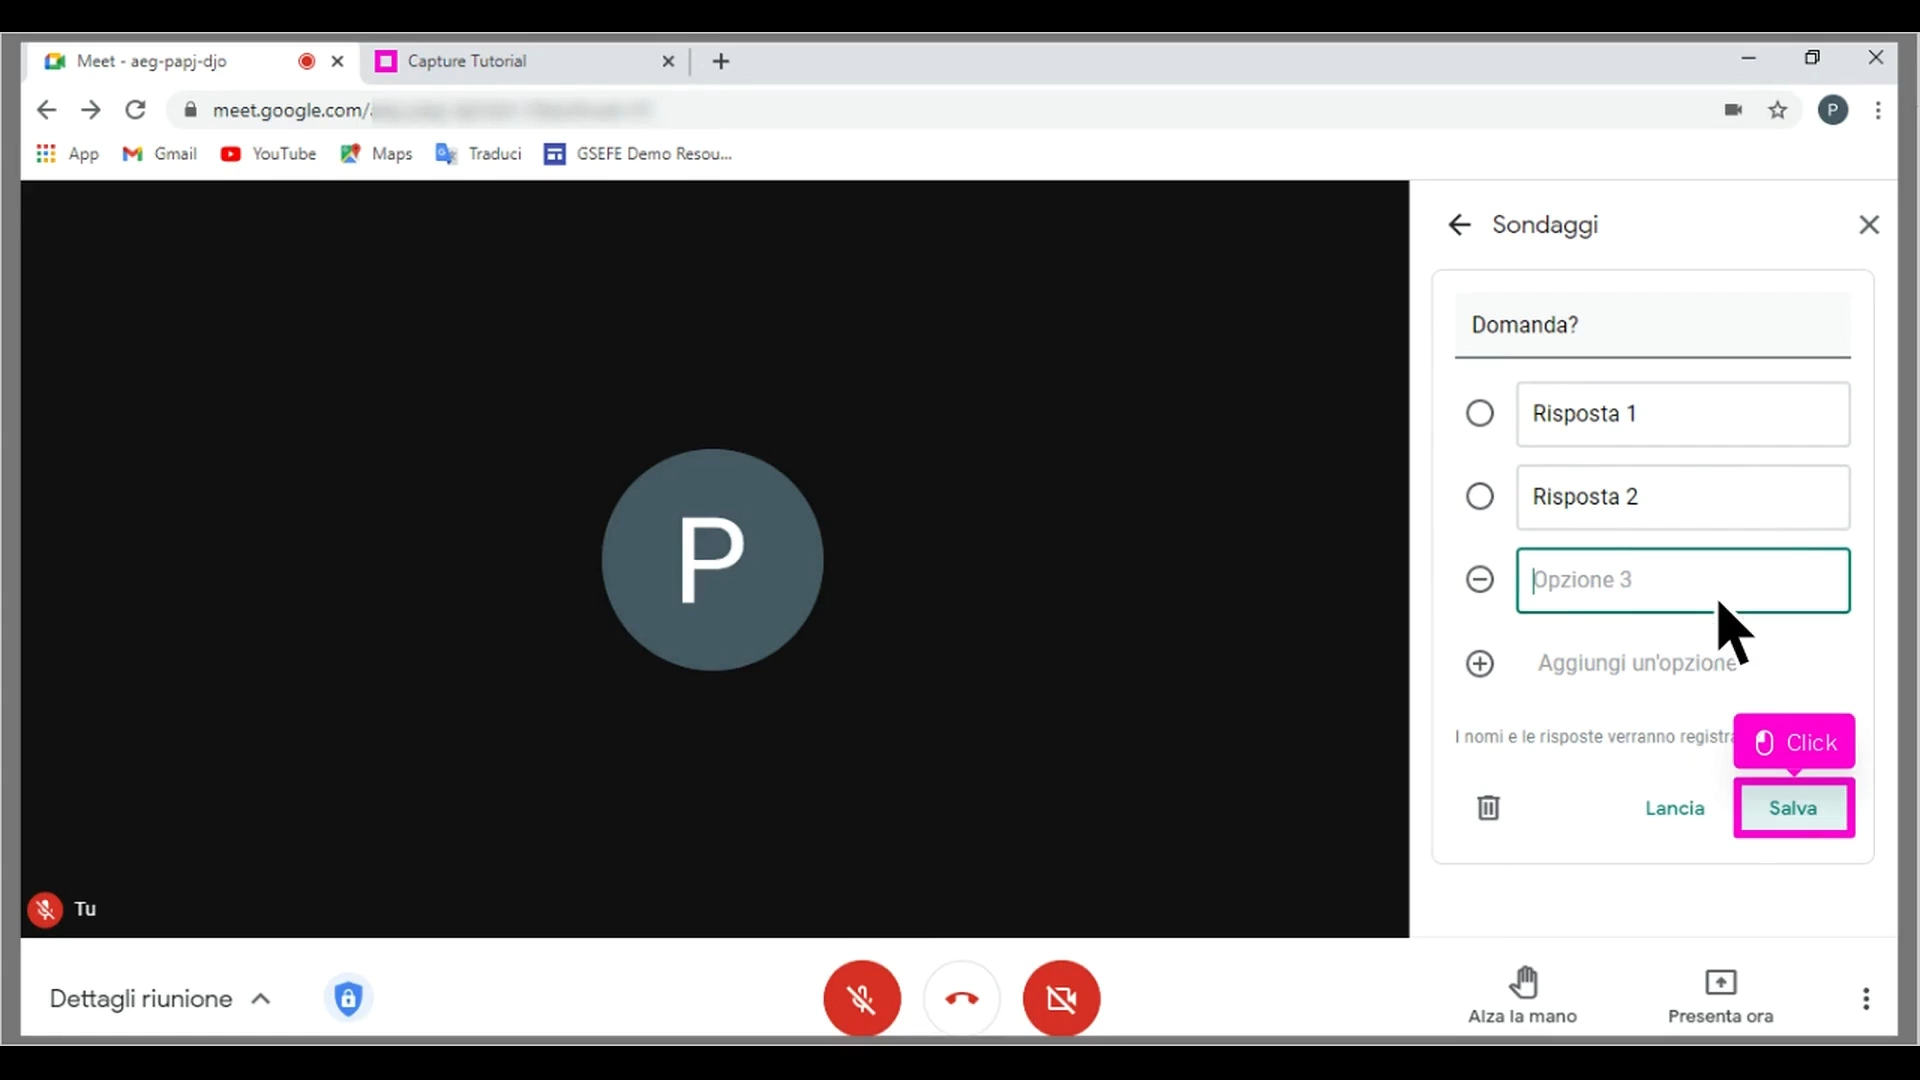 Meet - aeg-papj-djo
Capture Tutorial
meet.google.com/
P
App
Gmail
YouTube
Maps
Traduci
GSEFE Demo Resou...
Sondaggi
Domanda?
Risposta 1
Risposta 2
Opzione 3
Aggiungi un'opzione
I nomi e le risposte verranno registra
Click
Lancia
Salva
P
Tu
Dettagli riunione
Alza la mano
Presenta ora